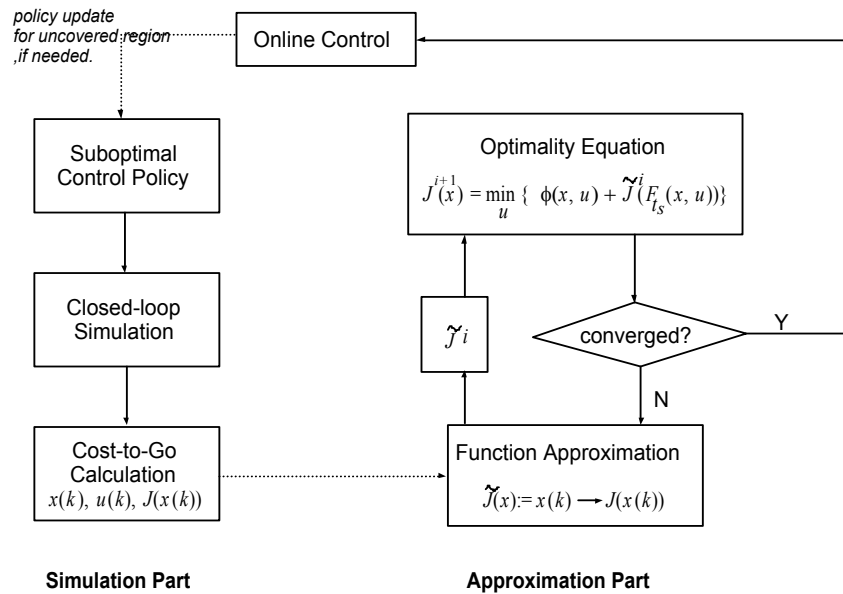 policy update
for uncovered region
,if needed.
Online Control
Suboptimal
Control Policy
Closed-loop
Simulation
Cost-to-Go
Calculation
x(k), u(k), J(x(k))
Simulation Part
Optimality Equation
J^{i+1}(x) = min_u { ϕ(x, u) + J̃^i(F_{t_s}(x, u))}
J̃ i
converged?
Y
N
Function Approximation
J̃(x):= x(k) → J(x(k))
Approximation Part